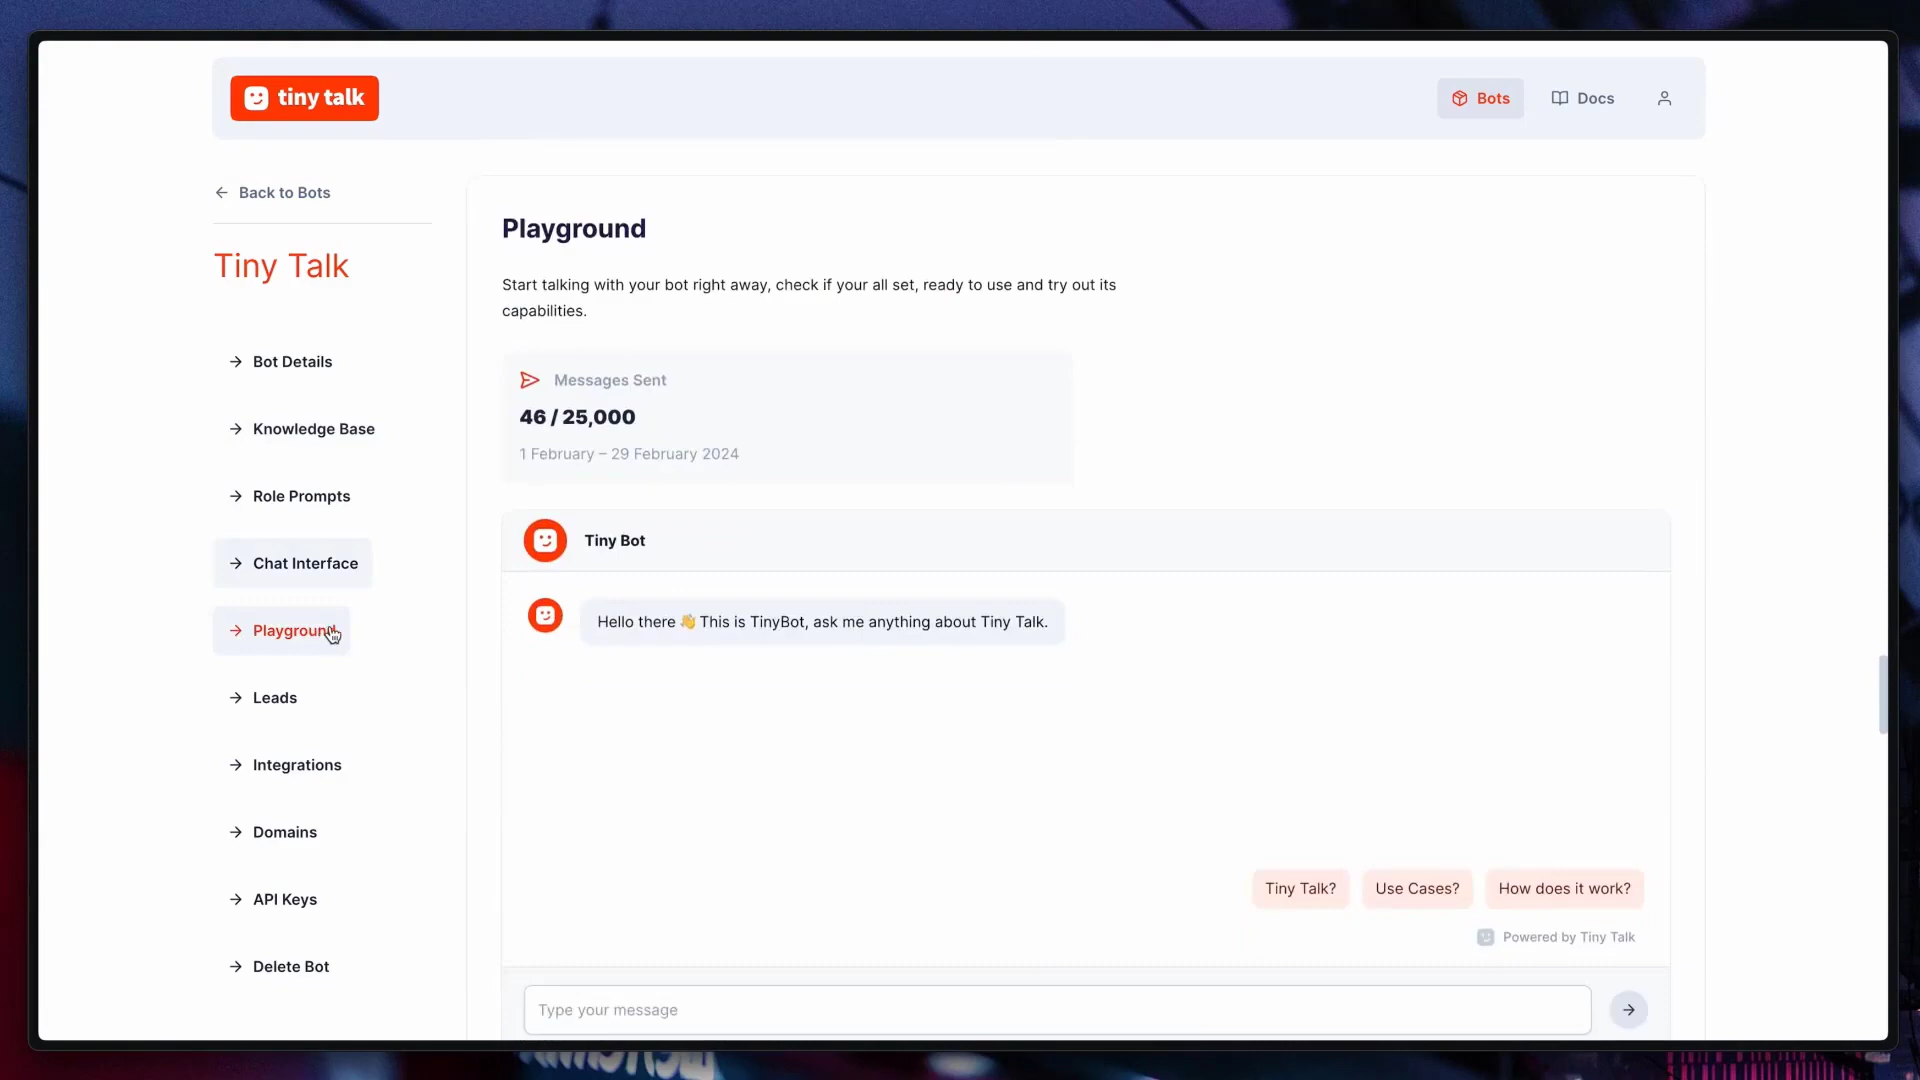 tiny talk
Bots
Docs
Back to Bots
Tiny Talk
Bot Details
Knowledge Base
Role Prompts
Chat Interface
Playground
Leads
Integrations
Domains
API Keys
Delete Bot
Playground
Start talking with your bot right away, check if your all set, ready to use and try out its
capabilities.
Messages Sent
46 / 25,000
1 February – 29 February 2024
Tiny Bot
Hello there 👋 This is TinyBot, ask me anything about Tiny Talk.
Tiny Talk?
Use Cases?
How does it work?
Powered by Tiny Talk
Type your message